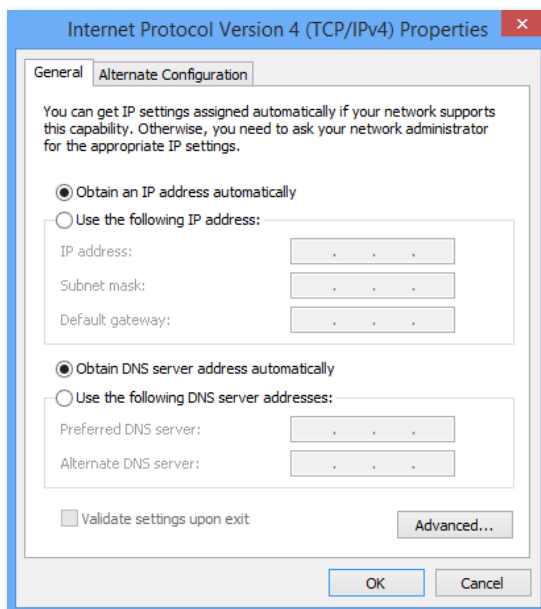 Internet Protocol Version 4 (TCP/IPv4) Properties
General
Alternate Configuration
You can get IP settings assigned automatically if your network supports
this capability. Otherwise, you need to ask your network administrator
for the appropriate IP settings.
Obtain an IP address automatically
Use the following IP address:
IP address:
Subnet mask:
Default gateway:
Obtain DNS server address automatically
Use the following DNS server addresses:
Preferred DNS server:
Alternate DNS server:
Validate settings upon exit
Advanced...
OK
Cancel